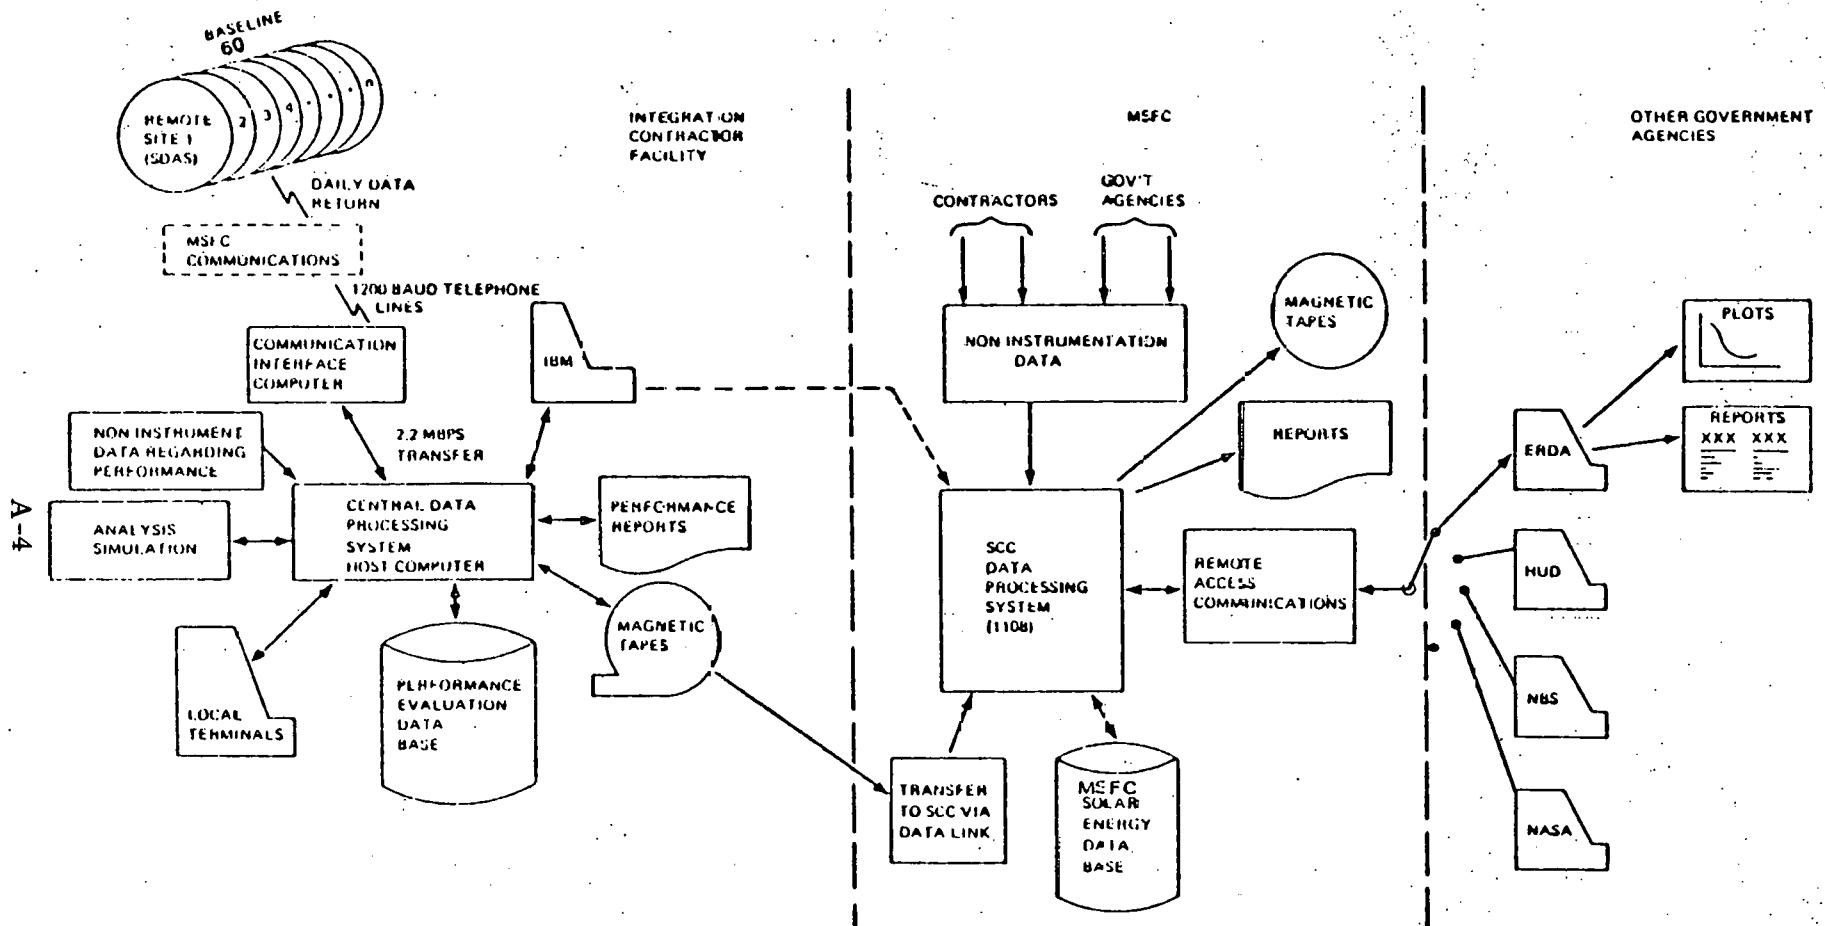 BASELINE
60
REMOTE
SITE 1
(SDAS)
2
3
4
n
DAILY DATA
RETURN
MSFC
COMMUNICATIONS
1200 BAUD TELEPHONE
LINES
COMMUNICATION
INTERFACE
COMPUTER
IBM
NON INSTRUMENT
DATA REGARDING
PERFORMANCE
2.2 MBPS
TRANSFER
ANALYSIS
SIMULATION
CENTRAL DATA
PROCESSING
SYSTEM
HOST COMPUTER
PERFORMANCE
REPORTS
LOCAL
TERMINALS
PERFORMANCE
EVALUATION
DATA
BASE
MAGNETIC
TAPES
INTEGRATION
CONTRACTOR
FACILITY
MSFC
CONTRACTORS
GOV'T
AGENCIES
NON INSTRUMENTATION
DATA
MAGNETIC
TAPES
REPORTS
SCC
DATA
PROCESSING
SYSTEM
(1108)
REMOTE
ACCESS
COMMUNICATIONS
TRANSFER
TO SCC VIA
DATA LINK
MSFC
SOLAR
ENERGY
DATA
BASE
OTHER GOVERNMENT
AGENCIES
PLOTS
REPORTS
XXX XXX
ERDA
HUD
NBS
NASA
A-4